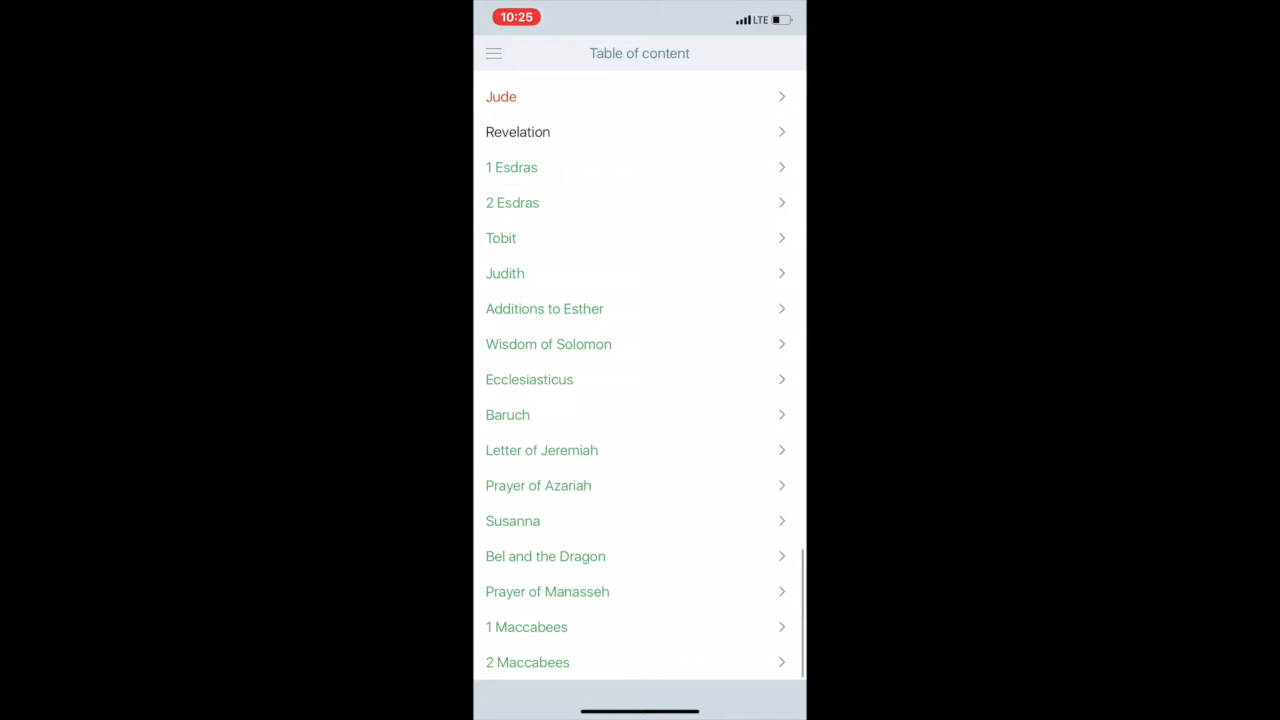 10:25
LTE
Table of content
Jude
Revelation
1 Esdras
2 Esdras
Tobit
Judith
Additions to Esther
Wisdom of Solomon
Ecclesiasticus
Baruch
Letter of Jeremiah
Prayer of Azariah
Susanna
Bel and the Dragon
Prayer of Manasseh
1 Maccabees
2 Maccabees